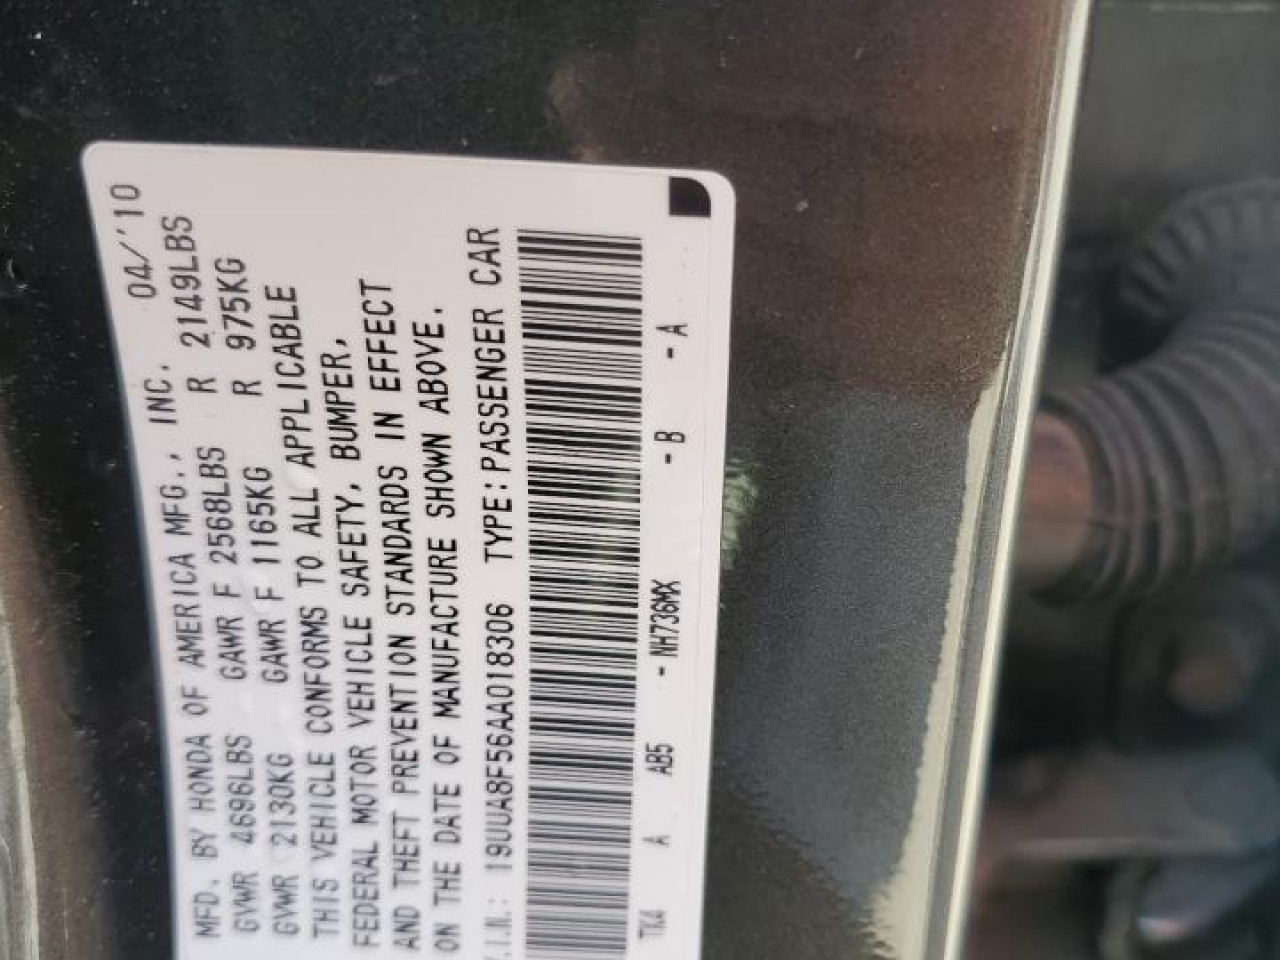 MFD. BY HONDA OF AMERICA MFG., INC. 04/'10
GVWR 4696LBS GAWR F 2568LBS R 2149LBS
GVWR 2130KG GAWR F 1165KG R 975KG
THIS VEHICLE CONFORMS TO ALL APPLICABLE
FEDERAL MOTOR VEHICLE SAFETY, BUMPER,
AND THEFT PREVENTION STANDARDS IN EFFECT
ON THE DATE OF MANUFACTURE SHOWN ABOVE.
V.I.N.: 19UUA8F56AA018306 TYPE:PASSENGER CAR
TK4 A AB5 -NH736MX -B -A